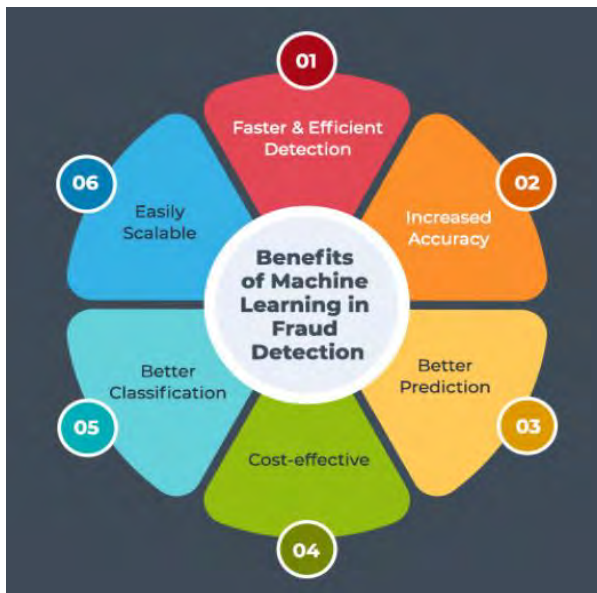 01
Faster & Efficient
Detection
02
Increased
Accuracy
03
Better
Prediction
04
Cost-effective
05
Better
Classification
06
Easily
Scalable
Benefits
of Machine
Learning in
Fraud
Detection